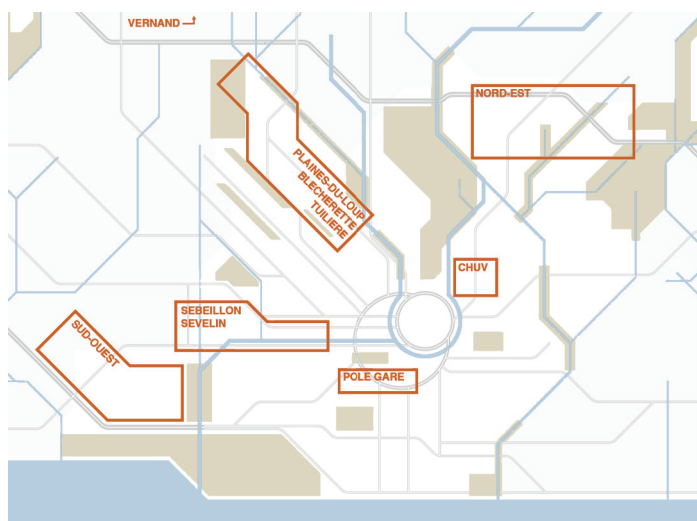 VERNAND
NORD-EST
PLAINES-DU-LOUP
BLECHERETTE
TUILIERE
CHUV
SEBEILLON
SEVELIN
SUD-OUEST
POLE GARE